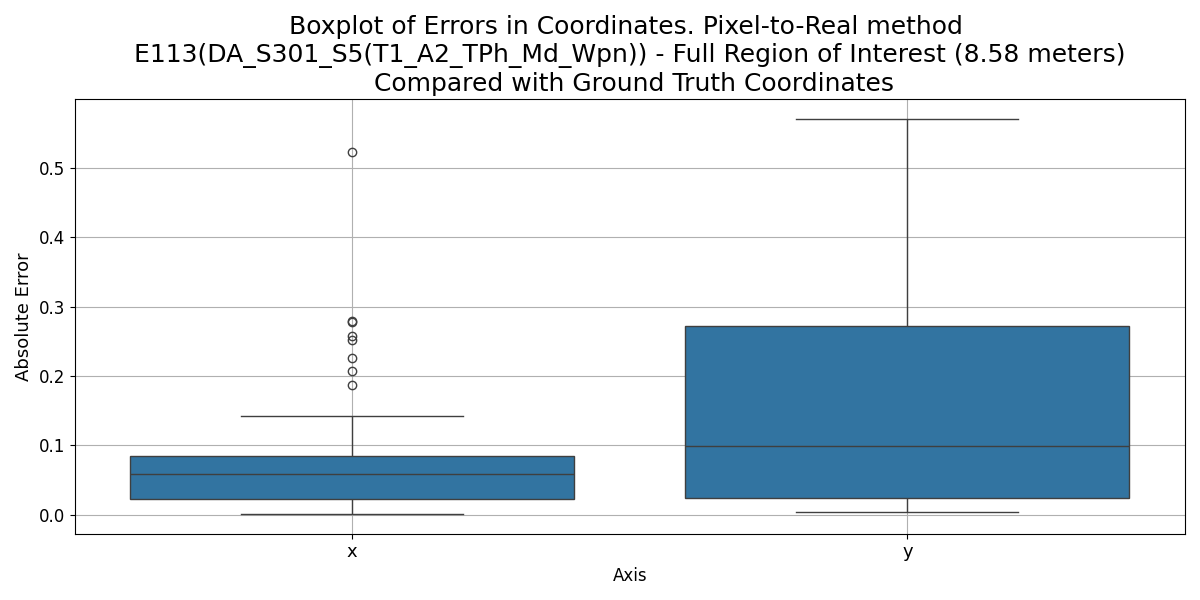 Boxplot of Errors in Coordinates. Pixel-to-Real method
E113(DA_S301_S5(T1_A2_TPh_Md_Wpn)) - Full Region of Interest (8.58 meters)
Compared with Ground Truth Coordinates
Absolute Error
0.5
0.4
0.3
0.2
0.1
0.0
x
y
Axis